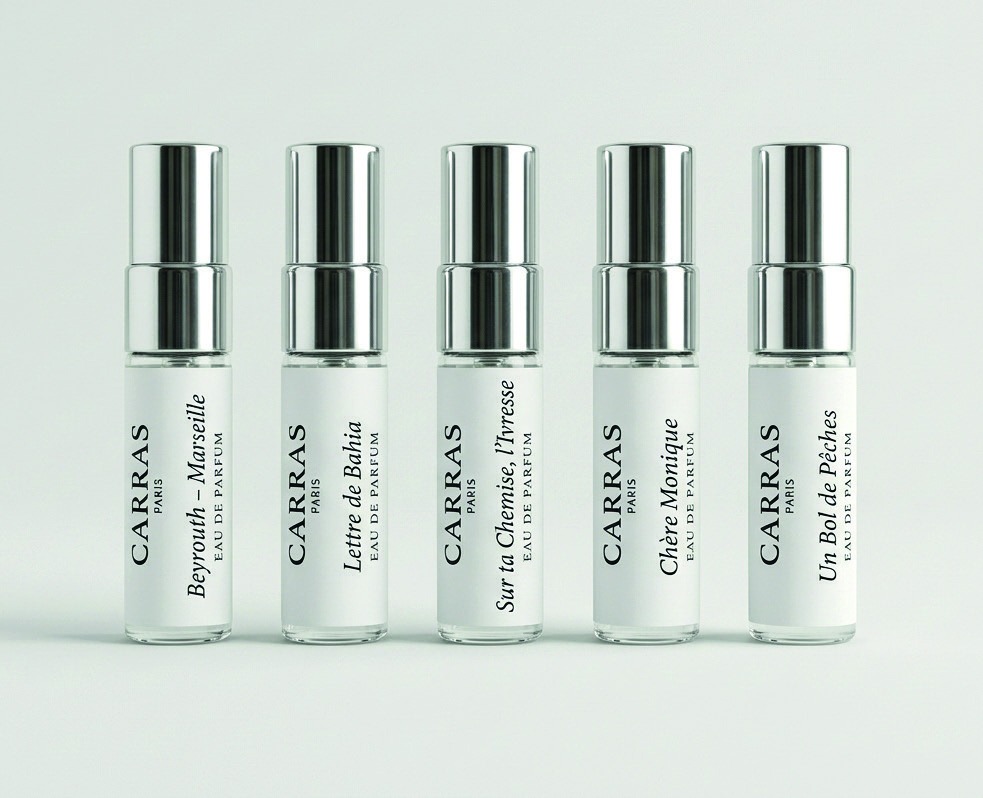 CARRAS
PARIS
Beyrouth – Marseille
EAU DE PARFUM
CARRAS
PARIS
Lettre de Bahia
EAU DE PARFUM
CARRAS
PARIS
Sur ta Chemise, l'Ivresse
EAU DE PARFUM
CARRAS
PARIS
Chère Monique
EAU DE PARFUM
CARRAS
PARIS
Un Bol de Pêches
EAU DE PARFUM